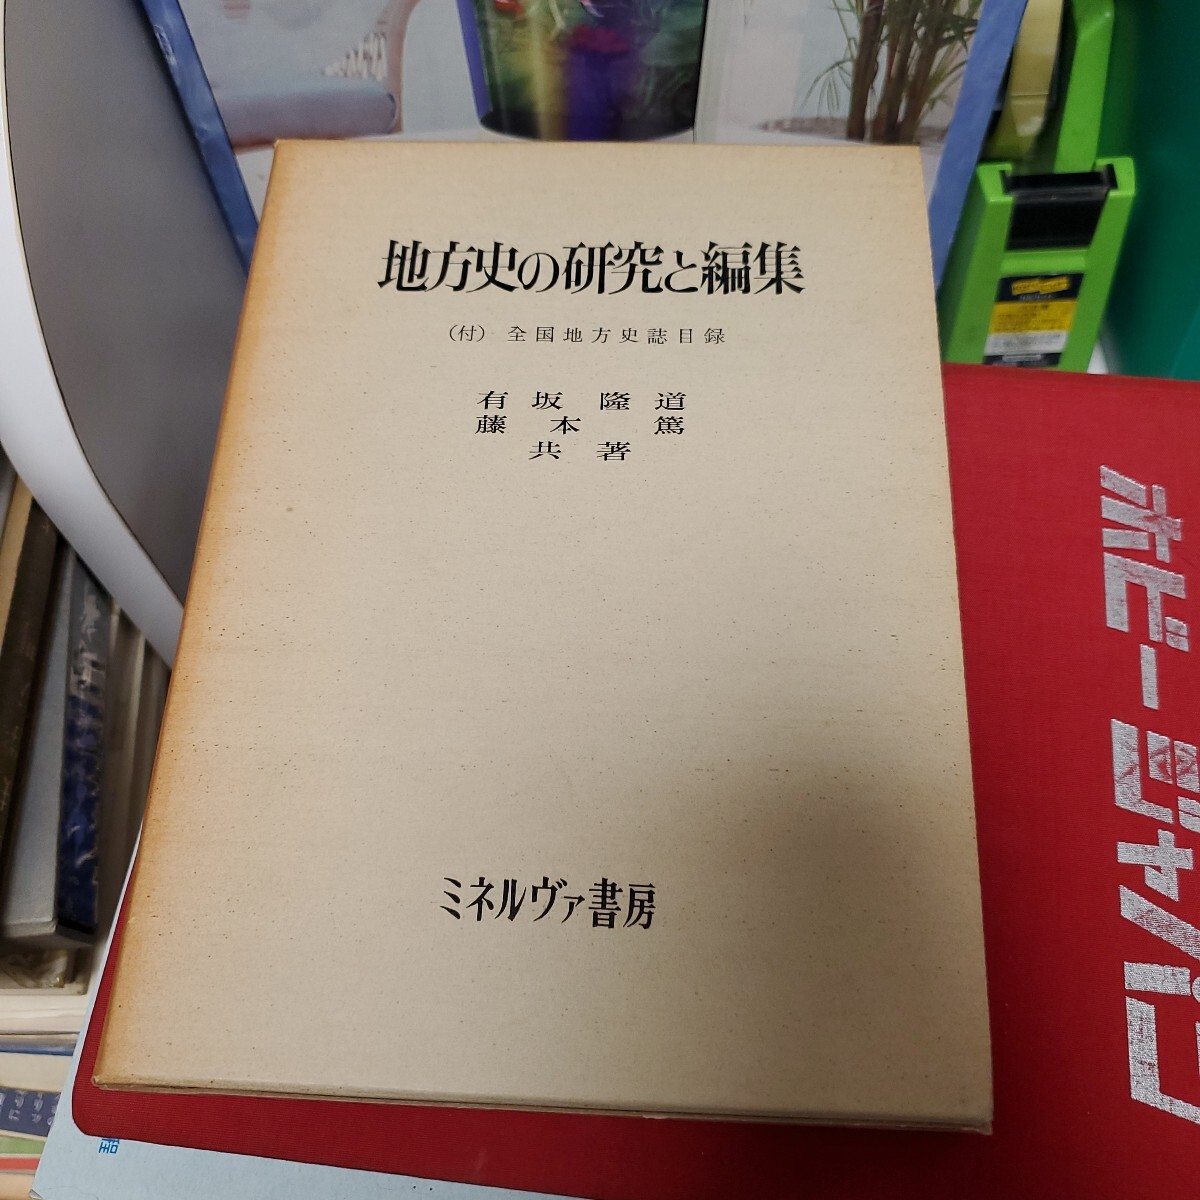 地方史の研究と編集
(付) 全国地方史誌目録
有坂隆道
藤本篤
共著
ミネルヴァ書房
ホビージャパン